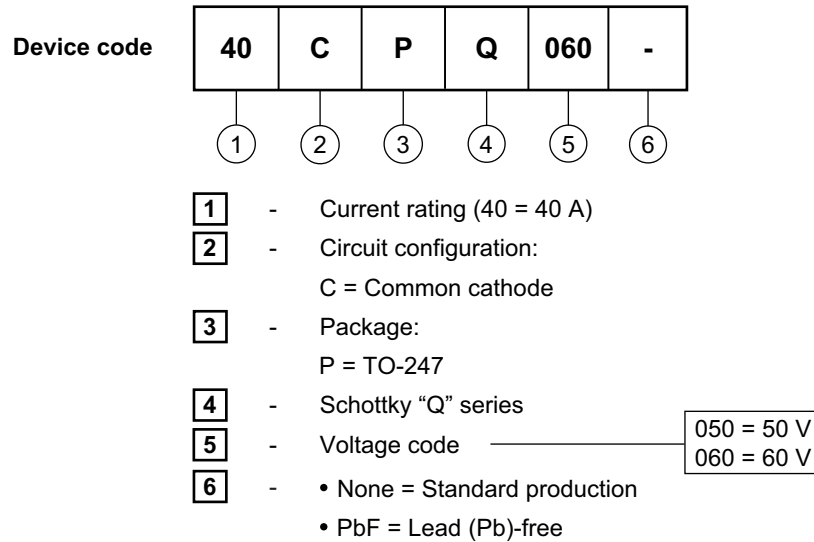 Device code 40 C P Q 060 -
1 2 3 4 5 6
1 - Current rating (40 = 40 A)
2 - Circuit configuration:
C = Common cathode
3 - Package:
P = TO-247
4 - Schottky “Q” series
5 - Voltage code
050 = 50 V
060 = 60 V
6 - • None = Standard production
• PbF = Lead (Pb)-free